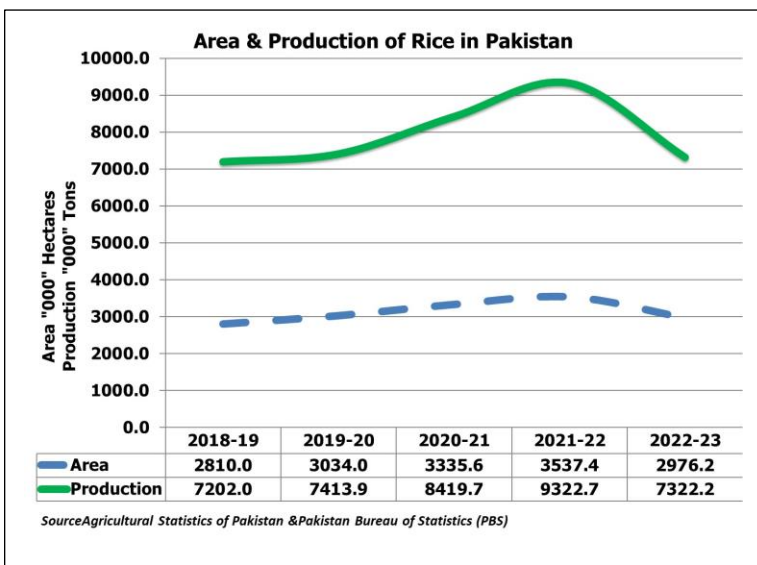 Area & Production of Rice in Pakistan
10000.0
9000.0
8000.0
7000.0
6000.0
5000.0
4000.0
3000.0
2000.0
1000.0
0.0
Area "000" Hectares
Production "000" Tons
2018-19 2019-20 2020-21 2021-22 2022-23
Area 2810.0 3034.0 3335.6 3537.4 2976.2
Production 7202.0 7413.9 8419.7 9322.7 7322.2
SourceAgricultural Statistics of Pakistan &Pakistan Bureau of Statistics (PBS)